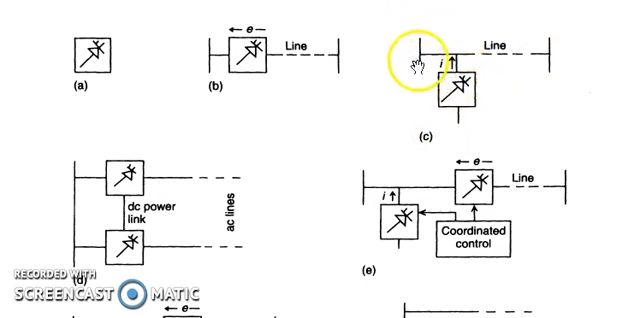 ← e —
Line
(a)
(b)
Line
i
(c)
dc power
link
ac lines
(d)
← e —
Line
i
Coordinated
control
(e)
RECORDED WITH
SCREENCAST MATIC
← e —